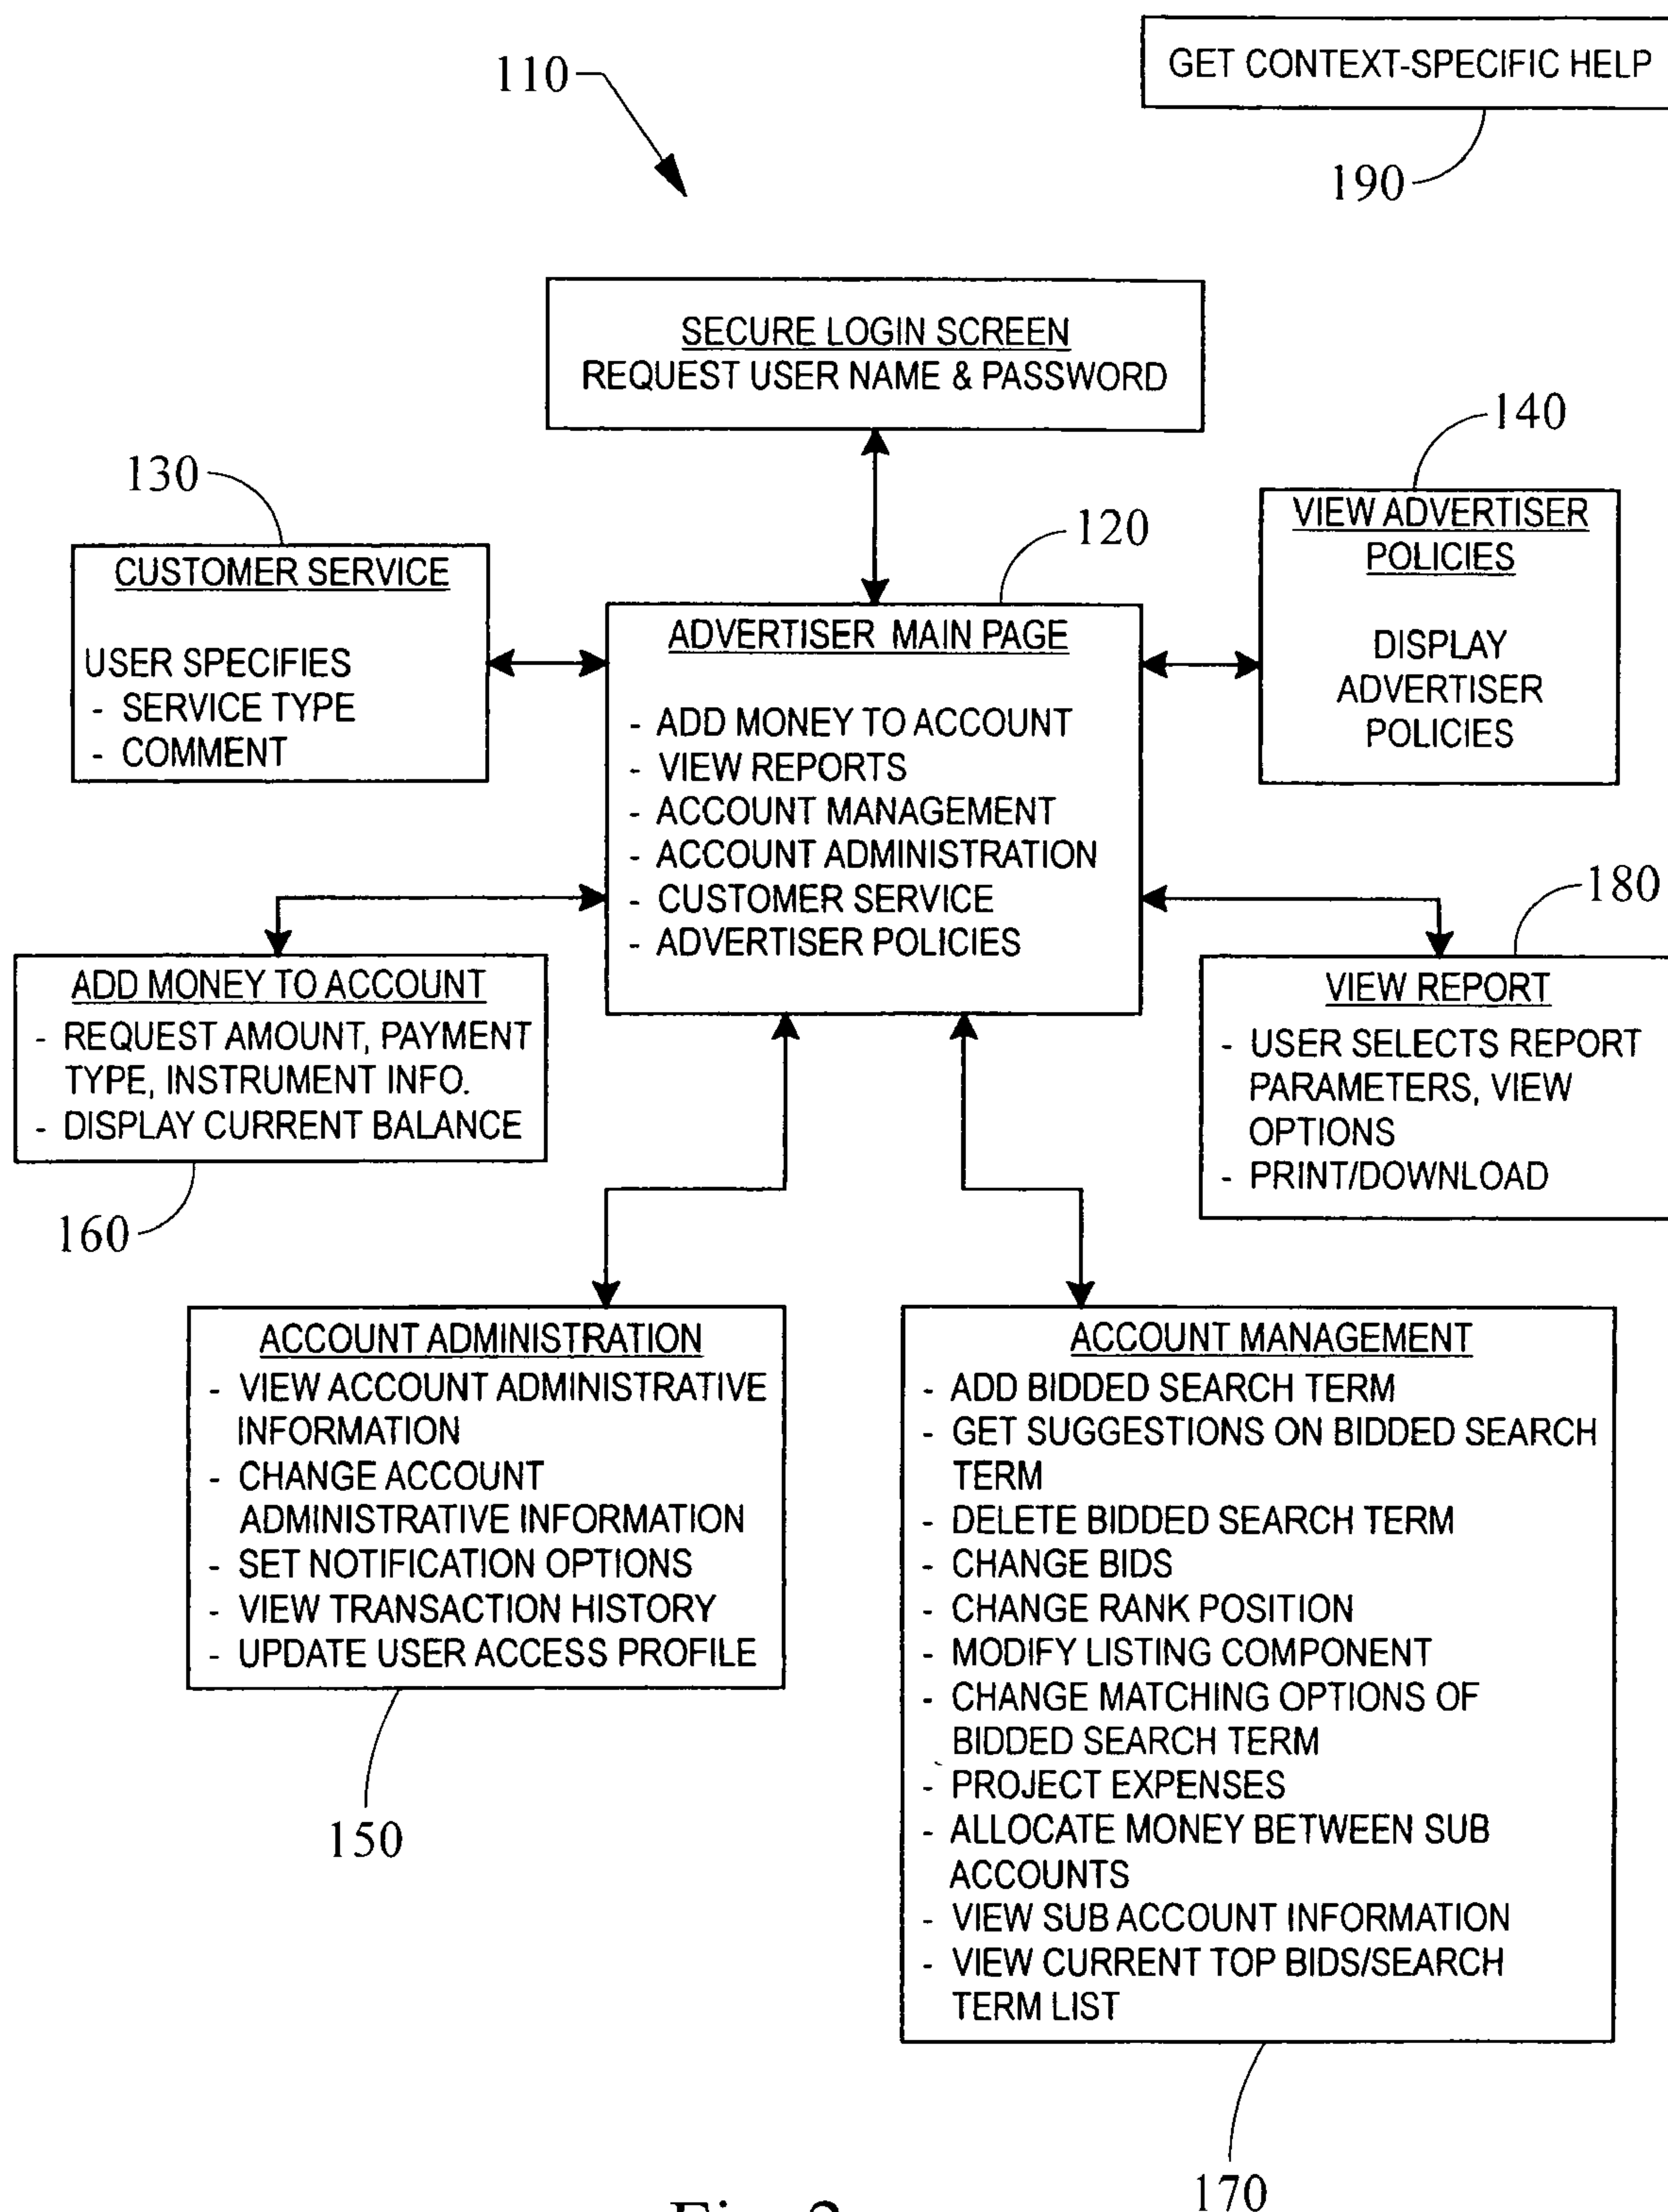 110
GET CONTEXT-SPECIFIC HELP
190
SECURE LOGIN SCREEN
REQUEST USER NAME & PASSWORD
130
CUSTOMER SERVICE
USER SPECIFIES
- SERVICE TYPE
- COMMENT
120
ADVERTISER MAIN PAGE
- ADD MONEY TO ACCOUNT
- VIEW REPORTS
- ACCOUNT MANAGEMENT
- ACCOUNT ADMINISTRATION
- CUSTOMER SERVICE
- ADVERTISER POLICIES
140
VIEW ADVERTISER
POLICIES
DISPLAY
ADVERTISER
POLICIES
ADD MONEY TO ACCOUNT
- REQUEST AMOUNT, PAYMENT
TYPE, INSTRUMENT INFO.
- DISPLAY CURRENT BALANCE
160
180
VIEW REPORT
- USER SELECTS REPORT
PARAMETERS, VIEW
OPTIONS
- PRINT/DOWNLOAD
ACCOUNT ADMINISTRATION
- VIEW ACCOUNT ADMINISTRATIVE
INFORMATION
- CHANGE ACCOUNT
ADMINISTRATIVE INFORMATION
- SET NOTIFICATION OPTIONS
- VIEW TRANSACTION HISTORY
- UPDATE USER ACCESS PROFILE
150
ACCOUNT MANAGEMENT
- ADD BIDDED SEARCH TERM
- GET SUGGESTIONS ON BIDDED SEARCH
TERM
- DELETE BIDDED SEARCH TERM
- CHANGE BIDS
- CHANGE RANK POSITION
- MODIFY LISTING COMPONENT
- CHANGE MATCHING OPTIONS OF
BIDDED SEARCH TERM
- PROJECT EXPENSES
- ALLOCATE MONEY BETWEEN SUB
ACCOUNTS
- VIEW SUB ACCOUNT INFORMATION
- VIEW CURRENT TOP BIDS/SEARCH
TERM LIST
170